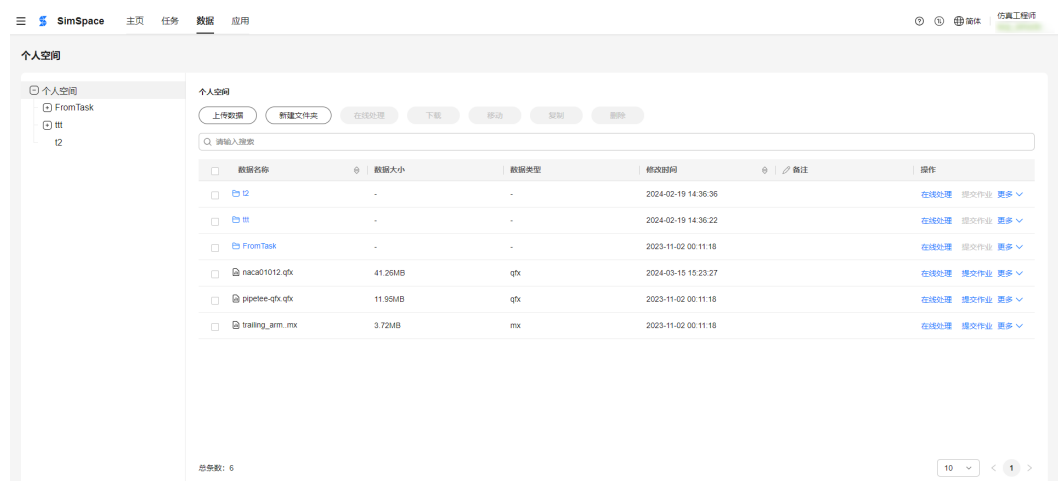 SimSpace 主页 任务 数据 应用 简体 仿真工程师
个人空间
个人空间
FromTask
ttt
t2
个人空间
上传数据 新建文件夹 在线处理 下载 移动 复制 删除
请输入搜索
数据名称 数据大小 数据类型 修改时间 备注 操作
t2 - - 2024-02-19 14:36:36 在线处理 提交作业 更多
ttt - - 2024-02-19 14:36:22 在线处理 提交作业 更多
FromTask - - 2023-11-02 00:11:18 在线处理 提交作业 更多
naca01012.qfx 41.26MB qfx 2024-03-15 15:23:27 在线处理 提交作业 更多
pipetee-qfx.qfx 11.95MB qfx 2023-11-02 00:11:18 在线处理 提交作业 更多
trailing_arm..mx 3.72MB mx 2023-11-02 00:11:18 在线处理 提交作业 更多
总条数：6 10 < 1 >